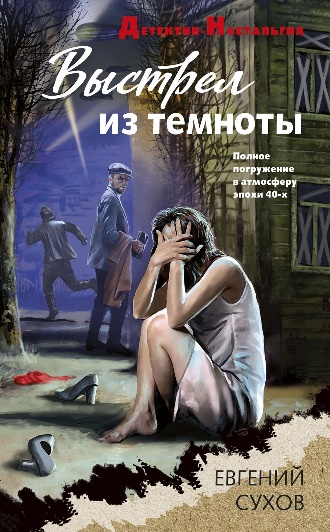 Детектив-Ностальгия
Выстрел
из темноты
Полное
погружение
в атмосферу
эпохи 40-х
ЕВГЕНИЙ
СУХОВ